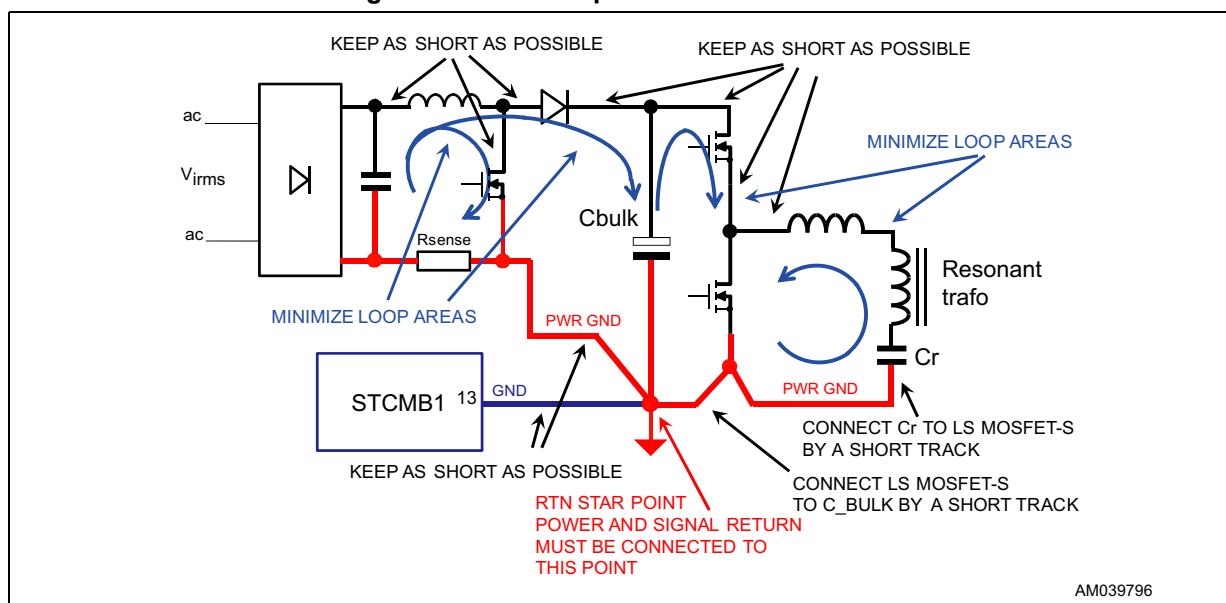 KEEP AS SHORT AS POSSIBLE
KEEP AS SHORT AS POSSIBLE
ac
MINIMIZE LOOP AREAS
Virms
Cbulk
ac
Rsense
Resonant
trafo
MINIMIZE LOOP AREAS
PWR GND
Cr
STCMB1
13
GND
PWR GND
CONNECT Cr TO LS MOSFET-S
BY A SHORT TRACK
KEEP AS SHORT AS POSSIBLE
CONNECT LS MOSFET-S
TO C_BULK BY A SHORT TRACK
RTN STAR POINT
POWER AND SIGNAL RETURN
MUST BE CONNECTED TO
THIS POINT
AM039796